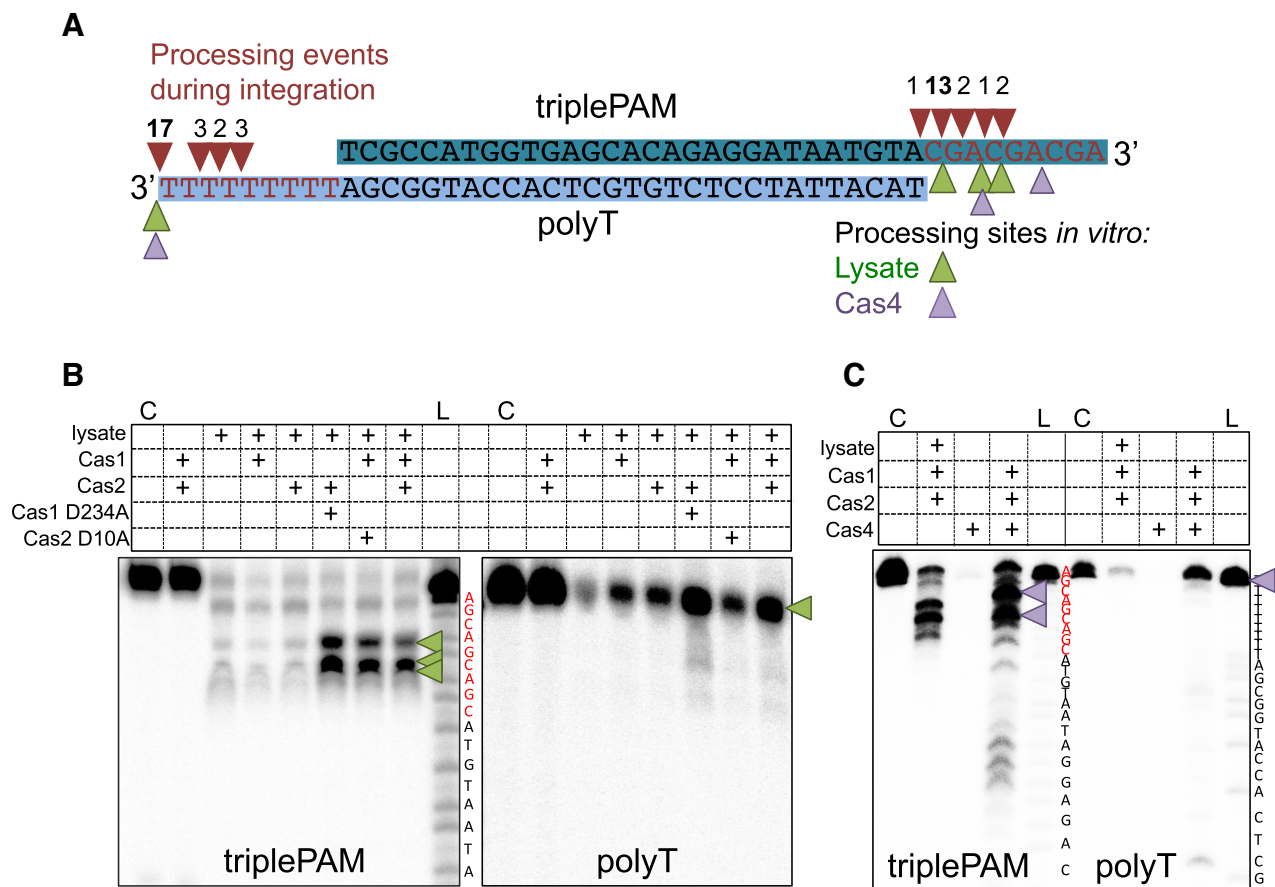 A
Processing events
during integration
triplePAM
1 13 2 1 2
17 3 2 3
TCGCCATGGTGAGCACAGAGGATAATGTACGACGACGA 3’
3’ TTTTTTTTTAGCGGTACCACTCGTGTCTCCTATTACAT
polyT
Processing sites in vitro:
Lysate
Cas4
B
C L C
lysate + + + + + + + + + + + +
Cas1 + + + + + + + +
Cas2 + + + + + + + +
Cas1 D234A + +
Cas2 D10A + +
A
G
C
A
G
C
A
G
C
A
T
G
T
A
A
T
A
triplePAM
polyT
C
C L C L
lysate + +
Cas1 + + + +
Cas2 + + + +
Cas4 + + + +
A
G
C
A
G
C
A
G
C
A
T
G
T
A
A
T
A
G
G
A
G
A
C
T
A
G
C
G
G
T
A
C
C
A
C
T
C
G
triplePAM
polyT